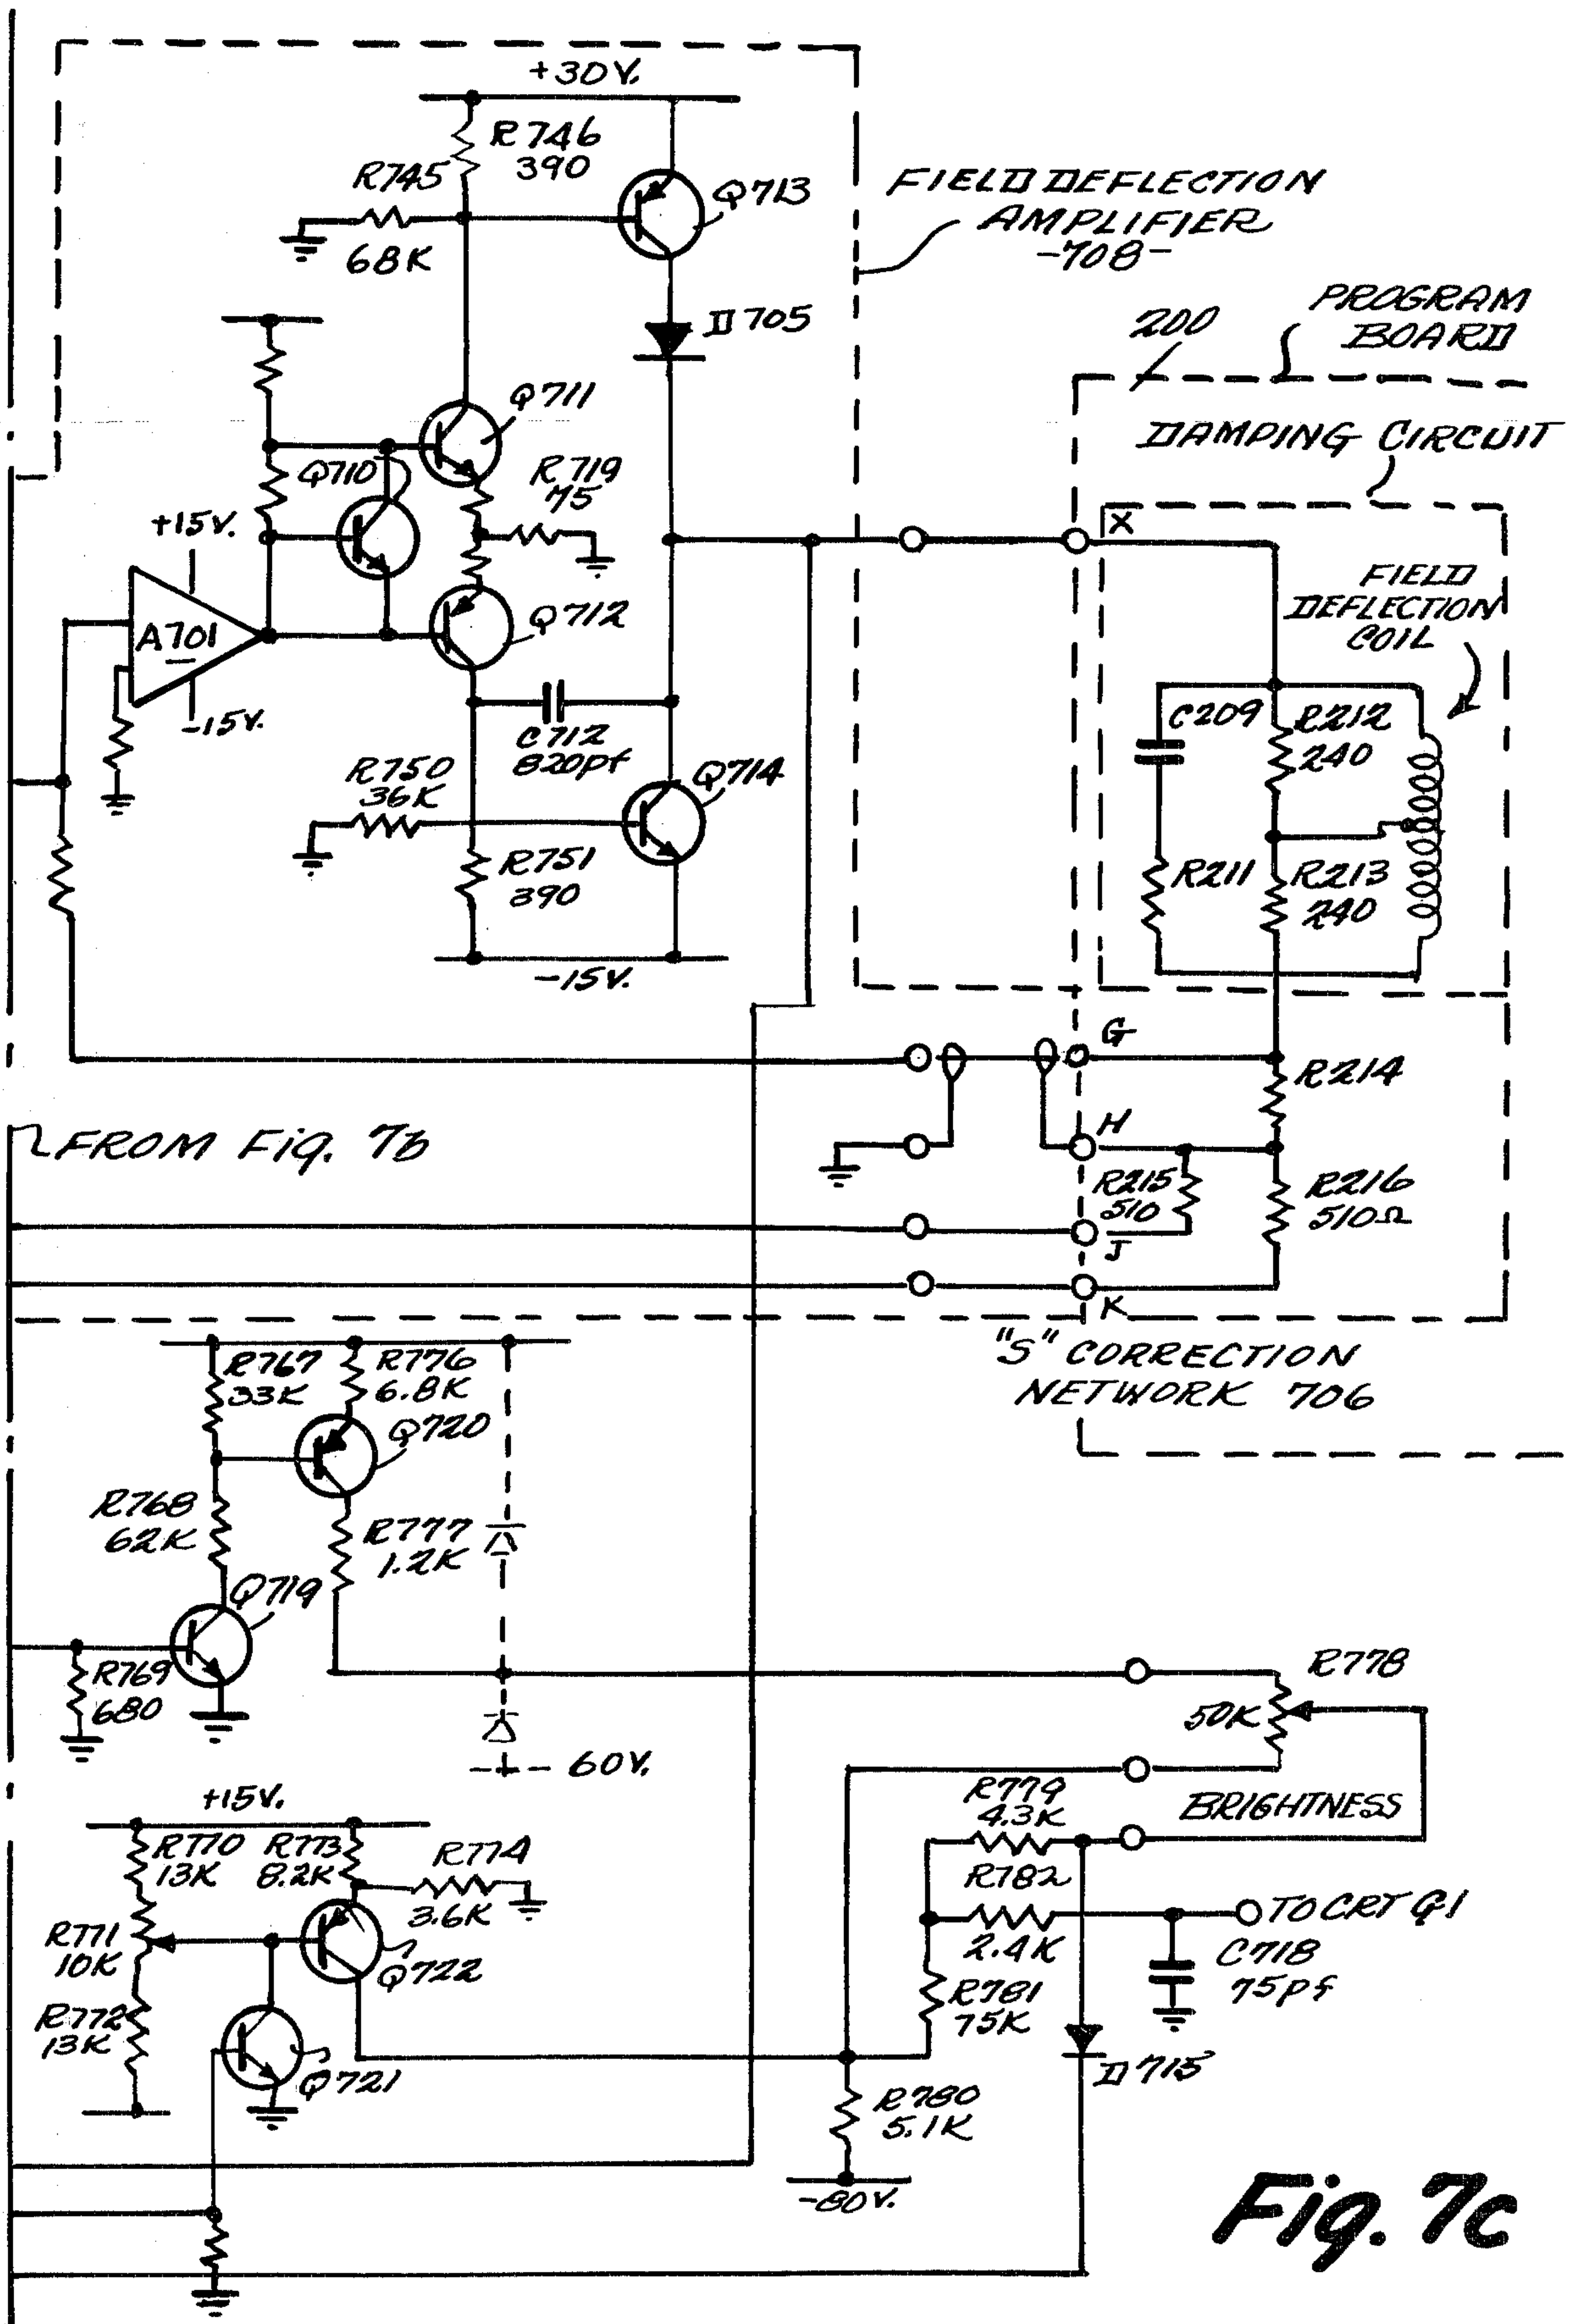 +30V.
R746
390
R745
68K
Q713
FIELD DEFLECTION
AMPLIFIER
-708-
D705
200
PROGRAM
BOARD
Q711
DAMPING CIRCUIT
Q710
R719
75
+15V.
X
FIELD
DEFLECTION
COIL
A701
Q712
-15V.
C712
820pf
C209
R212
240
R750
36K
Q714
R751
390
R211
R213
240
-15V.
G
R214
FROM Fig. 7b
H
R215
510
R216
510Ω
J
K
"S" CORRECTION
NETWORK 706
R767
33K
R776
6.8K
Q720
R768
62K
R777
1.2K
Q719
R769
680
R778
50K
60V.
+15V.
R779
4.3K
BRIGHTNESS
R770
13K
R773
8.2K
R774
3.6K
R782
2.4K
TO CRT G1
R771
10K
Q722
C718
75pf
R772
13K
R781
75K
Q721
D715
R780
5.1K
-80V.
Fig. 7c